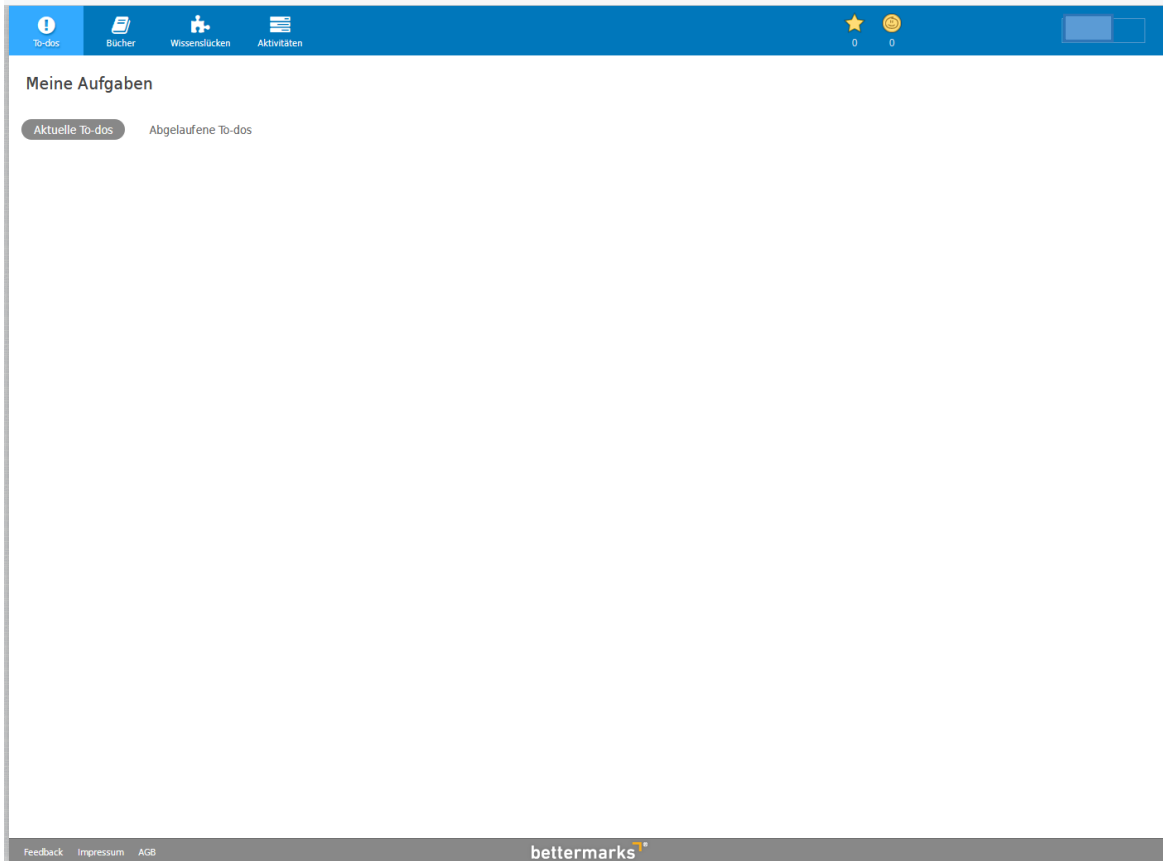 To-dos Bücher Wissenslücken Aktivitäten 0 0
Meine Aufgaben
Aktuelle To-dos Abgelaufene To-dos
Feedback Impressum AGB bettermarks®